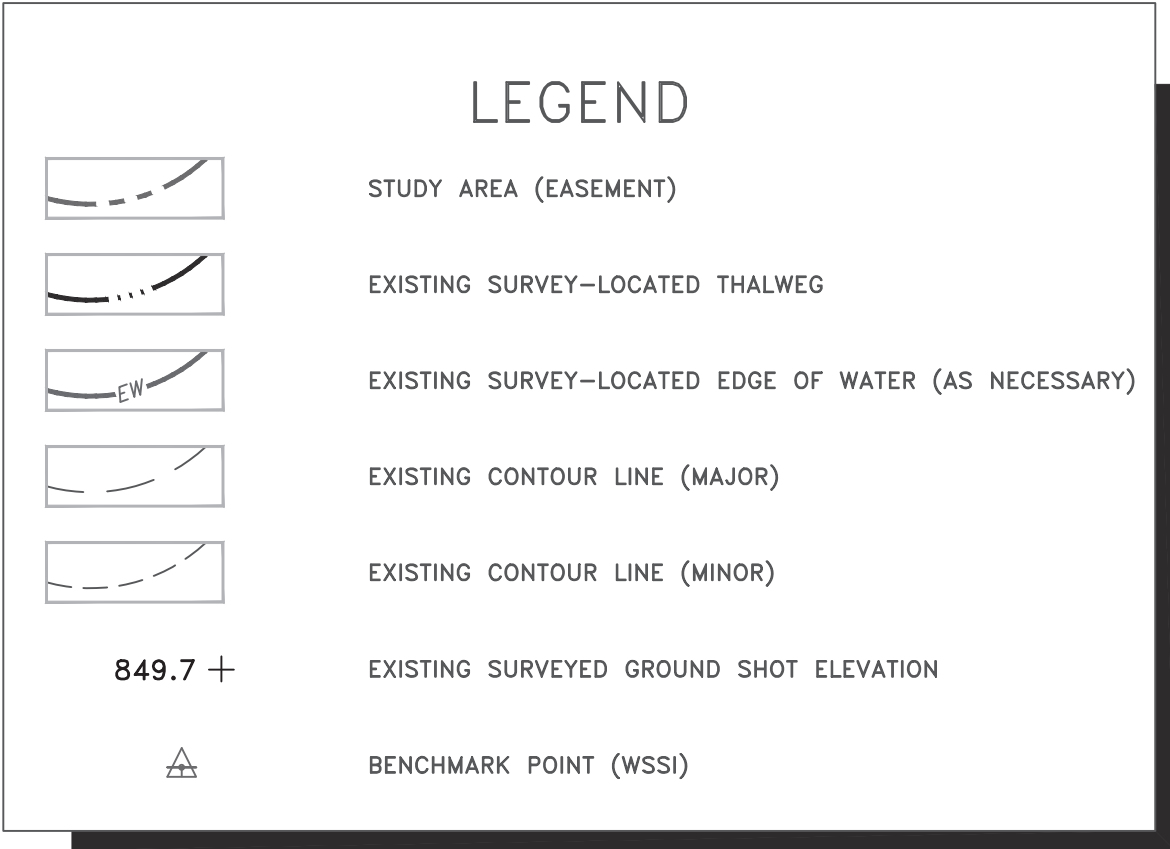 LEGEND
STUDY AREA (EASEMENT)
EXISTING SURVEY-LOCATED THALWEG
EW EXISTING SURVEY-LOCATED EDGE OF WATER (AS NECESSARY)
EXISTING CONTOUR LINE (MAJOR)
EXISTING CONTOUR LINE (MINOR)
849.7 + EXISTING SURVEYED GROUND SHOT ELEVATION
BENCHMARK POINT (WSSI)